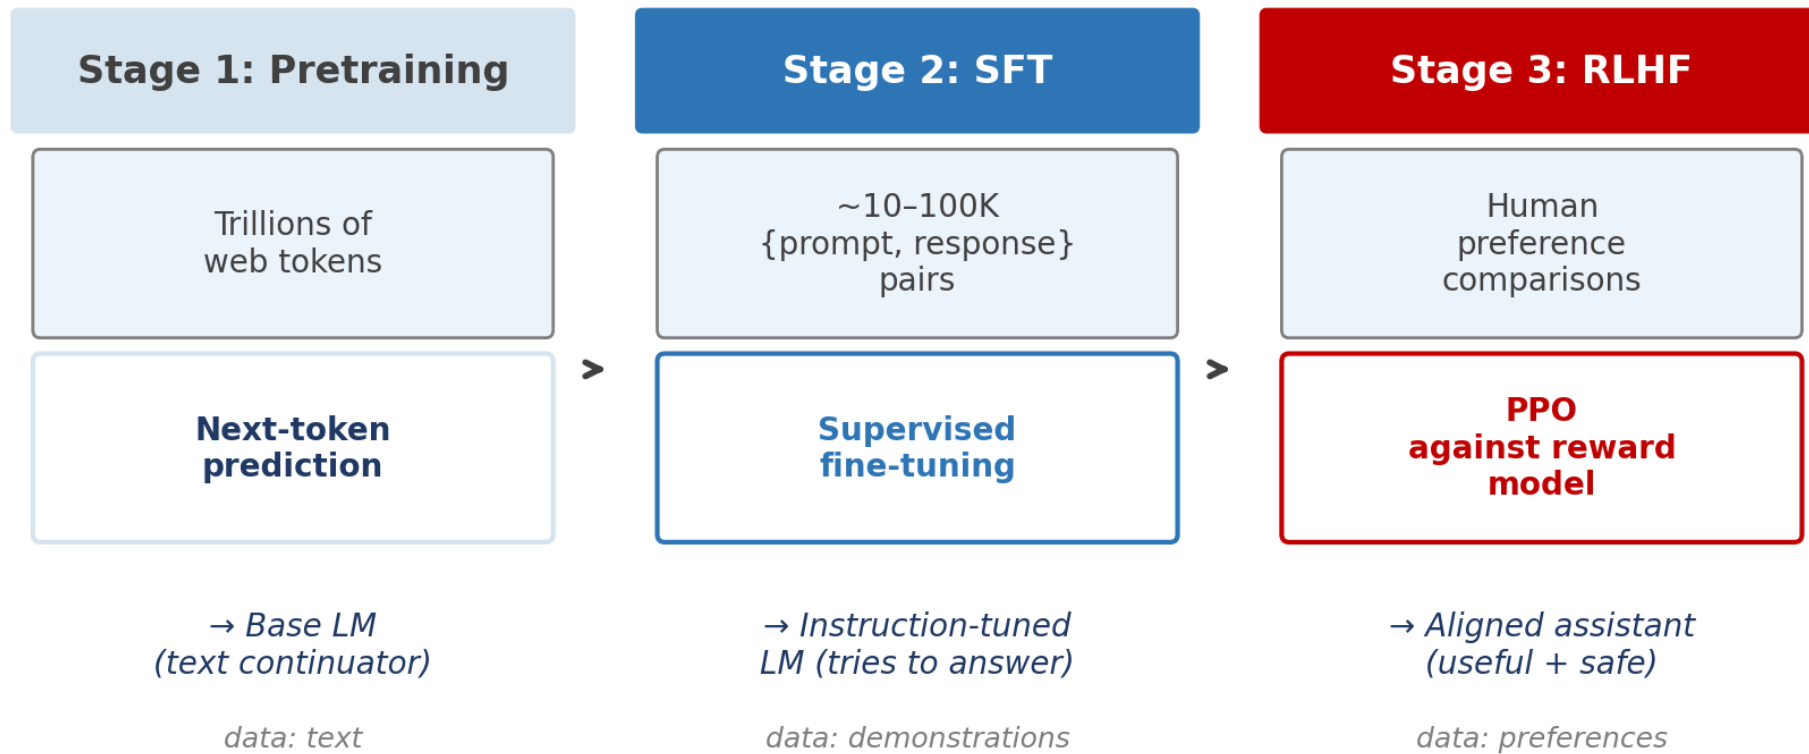 Stage 1: Pretraining
Trillions of
web tokens
Next-token
prediction
→ Base LM
(text continuator)
data: text
Stage 2: SFT
~10–100K
{prompt, response}
pairs
Supervised
fine-tuning
→ Instruction-tuned
LM (tries to answer)
data: demonstrations
Stage 3: RLHF
Human
preference
comparisons
PPO
against reward
model
→ Aligned assistant
(useful + safe)
data: preferences